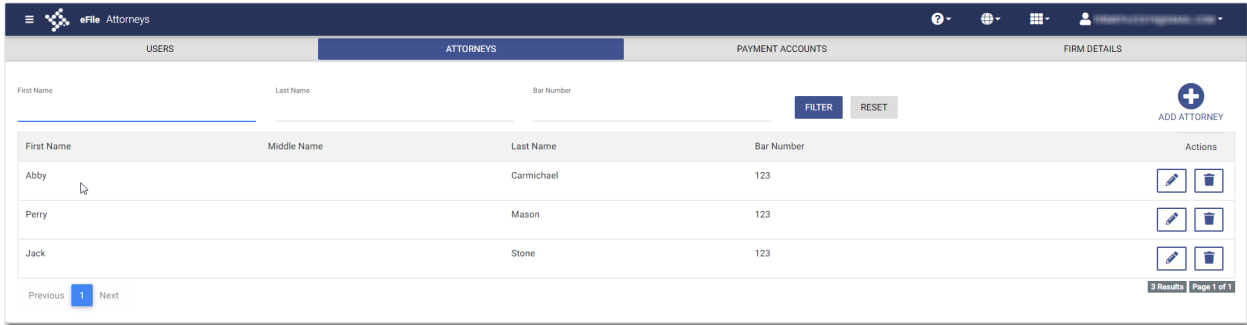 eFile Attorneys
USERS ATTORNEYS PAYMENT ACCOUNTS FIRM DETAILS
First Name Last Name Bar Number
FILTER RESET
ADD ATTORNEY
First Name Middle Name Last Name Bar Number Actions
Abby Carmichael 123
Perry Mason 123
Jack Stone 123
Previous 1 Next
3 Results Page 1 of 1